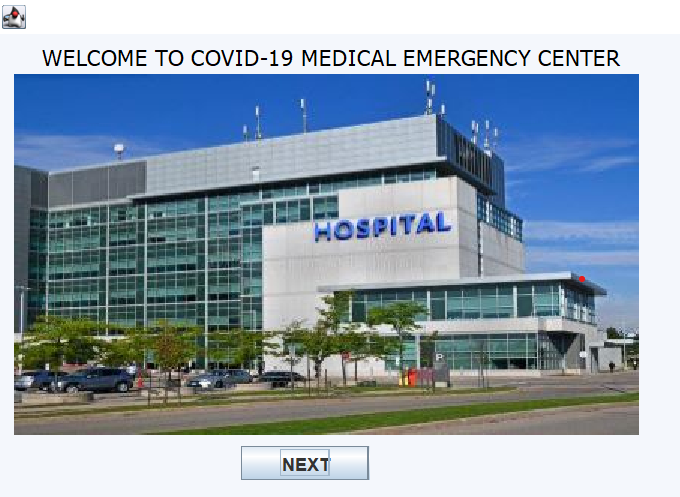 WELCOME TO COVID-19 MEDICAL EMERGENCY CENTER
HOSPITAL
P
NEXT